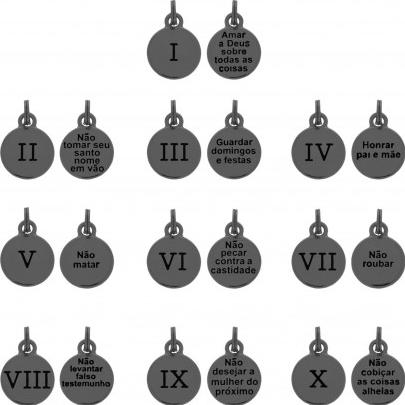 I
Amar
a Deus
sobre
todas as
coisas
II
Não
tomar seu
santo
nome
em vão
III
Guardar
domingos
e festas
IV
Honrar
pai e mãe
V
Não
matar
VI
Não
pecar
contra a
castidade
VII
Não
roubar
VIII
Não
levantar
falso
testemunho
IX
Não
desejar a
mulher do
próximo
X
Não
cobiçar
as coisas
alheias